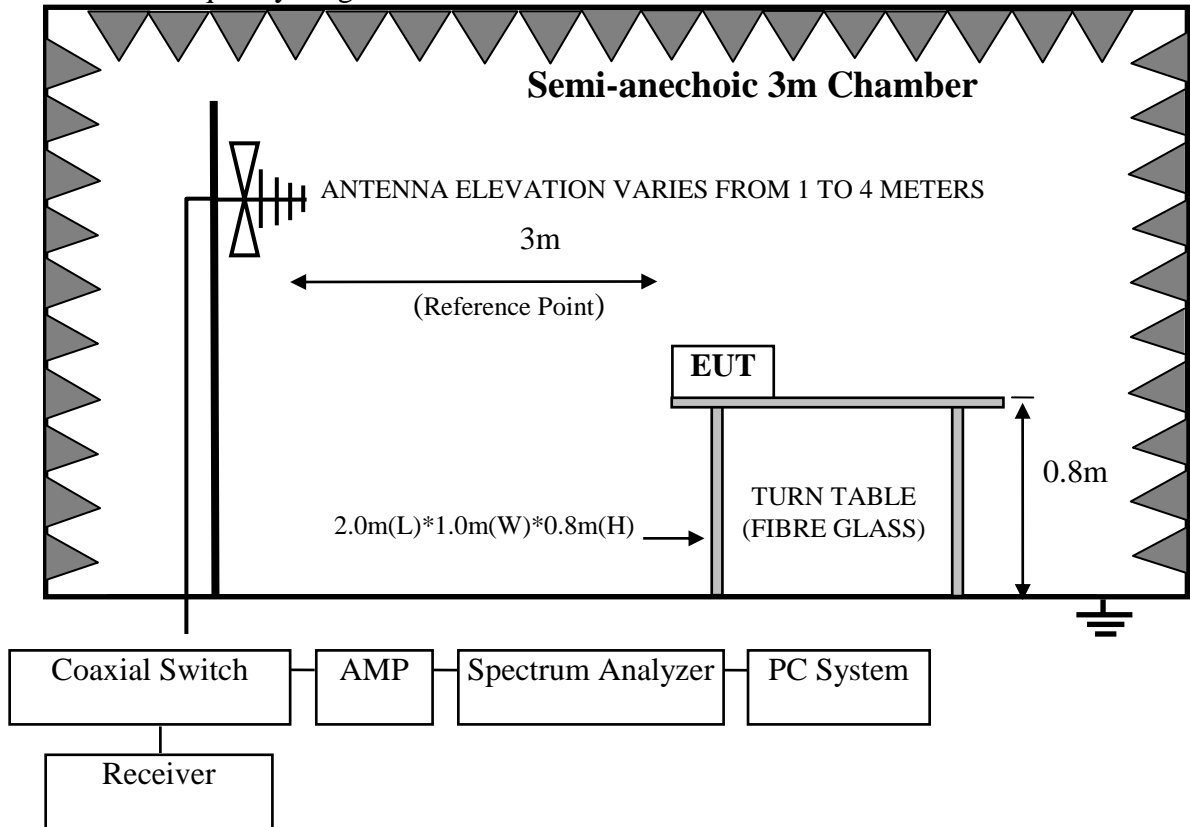 Semi-anechoic 3m Chamber
ANTENNA ELEVATION VARIES FROM 1 TO 4 METERS
3m
(Reference Point)
EUT
0.8m
TURN TABLE
(FIBRE GLASS)
2.0m(L)*1.0m(W)*0.8m(H)
Coaxial Switch
AMP
Spectrum Analyzer
PC System
Receiver